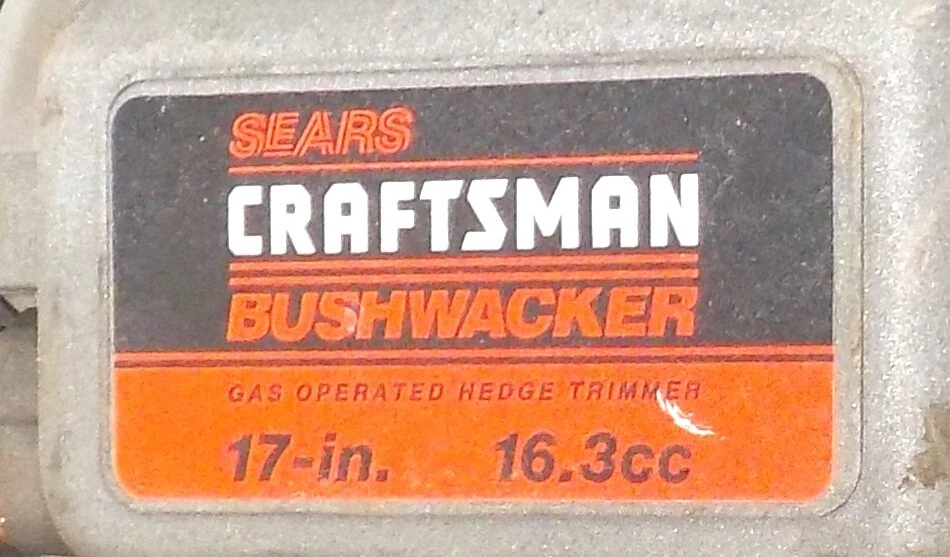 SEARS
CRAFTSMAN
BUSHWACKER
GAS OPERATED HEDGE TRIMMER
17-in. 16.3cc